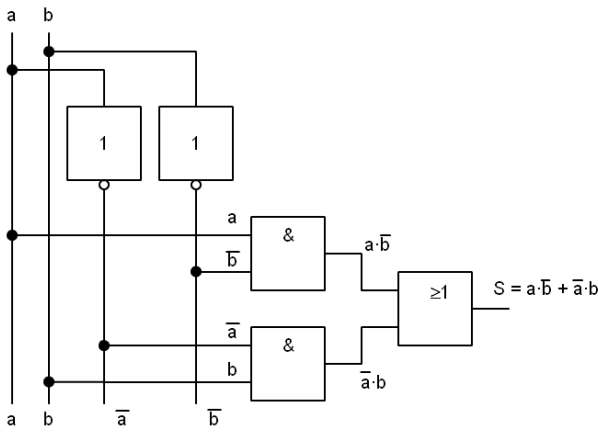 a b
1 1
a
&
a·b̅
b̅
≥1
S = a·b̅ + a̅·b
a̅
&
b
a̅·b
a b a̅ b̅